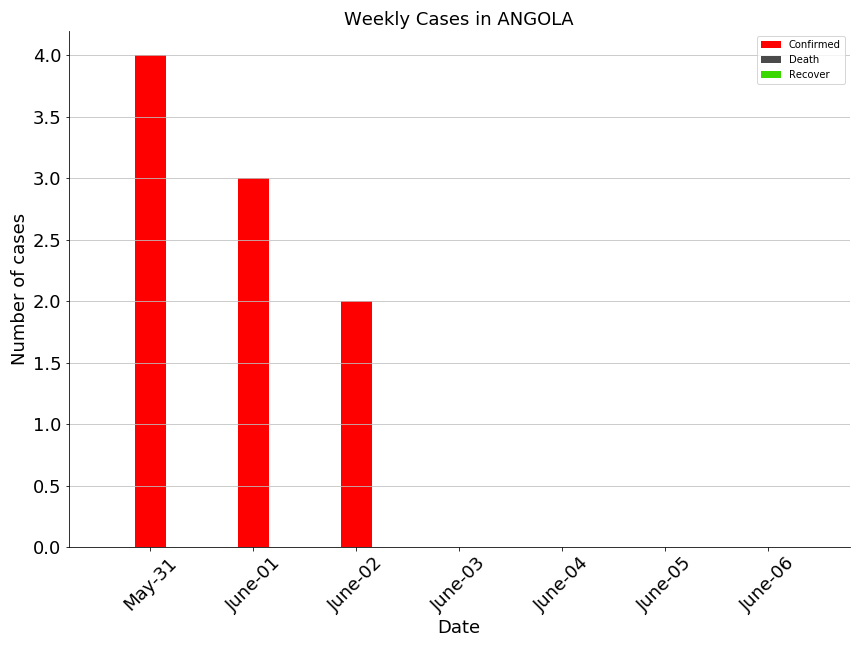 Weekly Cases in ANGOLA
Confirmed
Death
Recover
Number of cases
4.0
3.5
3.0
2.5
2.0
1.5
1.0
0.5
0.0
May-31
June-01
June-02
June-03
June-04
June-05
June-06
Date